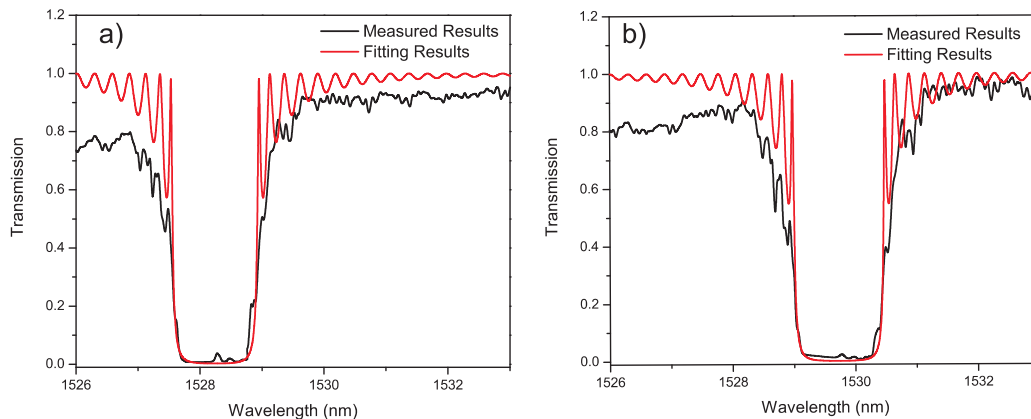 a)
Measured Results
Fitting Results
1.2
1.0
0.8
0.6
0.4
0.2
0.0
Transmission
1526
1528
1530
1532
Wavelength (nm)
b)
Measured Results
Fitting Results
1.2
1.0
0.8
0.6
0.4
0.2
0.0
Transmission
1526
1528
1530
1532
Wavelength (nm)